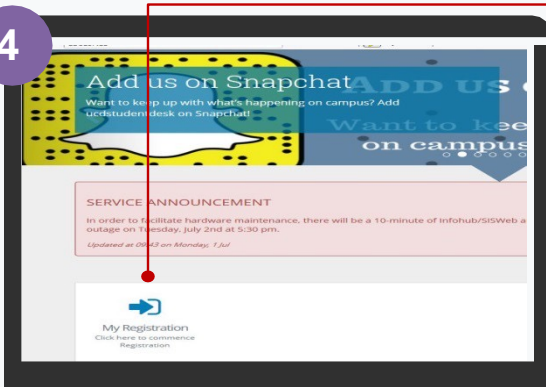 4
Add us on Snapchat
Want to keep up with what's happening on campus? Add
ucdstudentdesk on Snapchat!
ADD US
Want to kee
on campus
SERVICE ANNOUNCEMENT
In order to facilitate hardware maintenance, there will be a 10-minute of Infohub/SISWeb a
outage on Tuesday, July 2nd at 5:30 pm.
Updated at 09:43 on Monday, 1 Jul
My Registration
Click here to commence
Registration